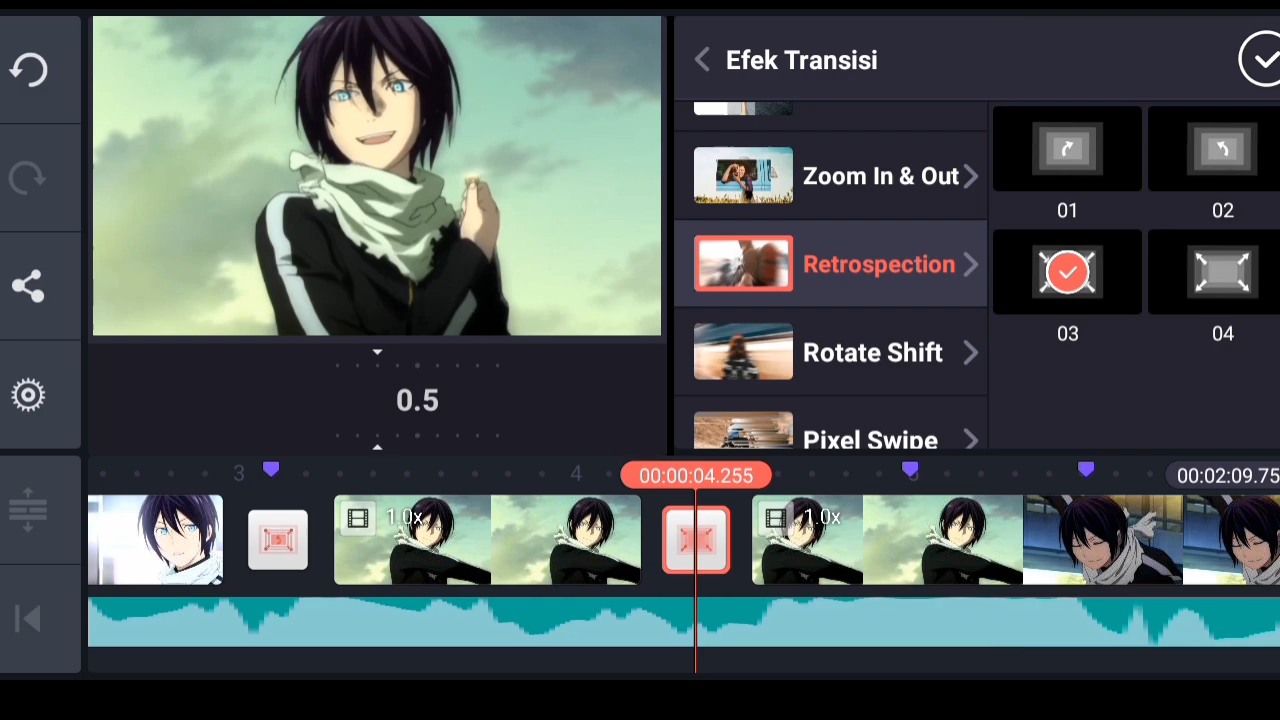 Efek Transisi
Zoom In & Out
Retrospection
Rotate Shift
Pixel Swipe
01
02
03
04
0.5
3
4
00:00:04.255
00:02:09.75
1.0x
1.0x